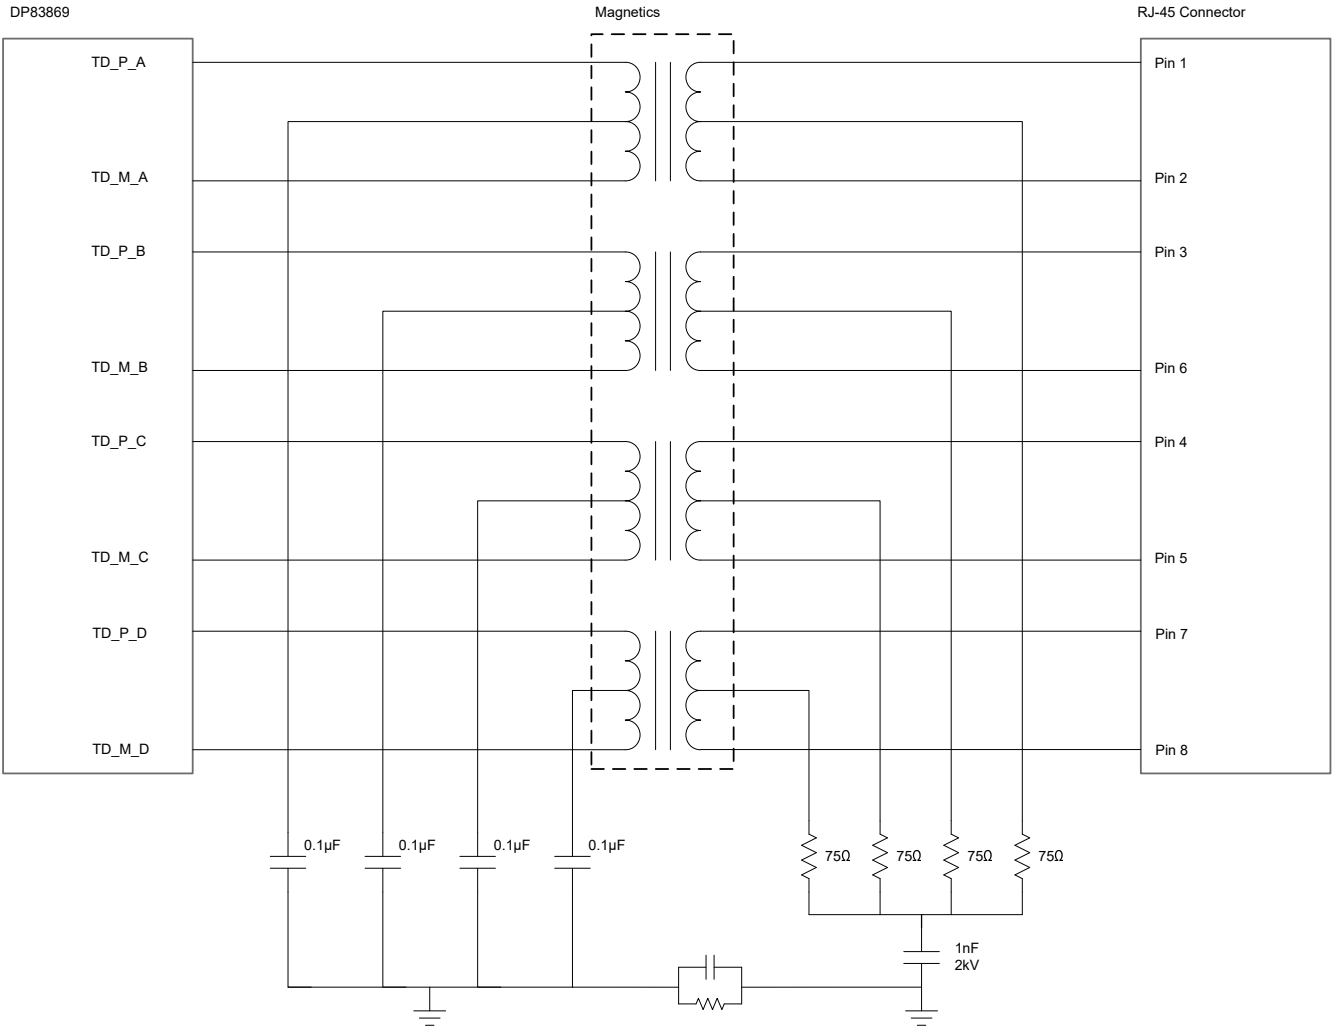 DP83869
Magnetics
RJ-45 Connector
TD_P_A
Pin 1
TD_M_A
Pin 2
TD_P_B
Pin 3
TD_M_B
Pin 6
TD_P_C
Pin 4
TD_M_C
Pin 5
TD_P_D
Pin 7
TD_M_D
Pin 8
0.1µF
0.1µF
0.1µF
0.1µF
75Ω
75Ω
75Ω
75Ω
1nF
2kV